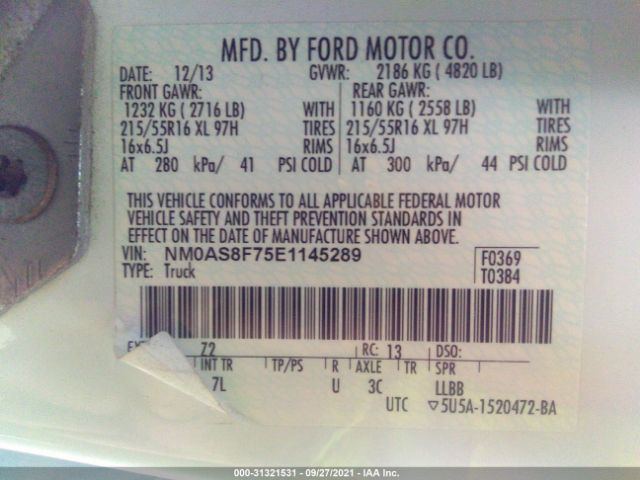 MFD. BY FORD MOTOR CO.
DATE: 12/13 GVWR: 2186 KG ( 4820 LB)
FRONT GAWR: REAR GAWR:
1232 KG ( 2716 LB) WITH 1160 KG ( 2558 LB) WITH
215/55R16 XL 97H TIRES 215/55R16 XL 97H TIRES
16x6.5J RIMS 16x6.5J RIMS
AT 280 kPa/ 41 PSI COLD AT 300 kPa/ 44 PSI COLD
THIS VEHICLE CONFORMS TO ALL APPLICABLE FEDERAL MOTOR
VEHICLE SAFETY AND THEFT PREVENTION STANDARDS IN
EFFECT ON THE DATE OF MANUFACTURE SHOWN ABOVE.
VIN: NM0AS8F75E1145289 F0369
TYPE: Truck T0384
Z2 RC: 13 DSO:
INT TR TP/PS R AXLE TR SPR
7L U 3C LLBB
UTC ▽5U5A-1520472-BA
000-31321531 - 09/27/2021 - IAA Inc.